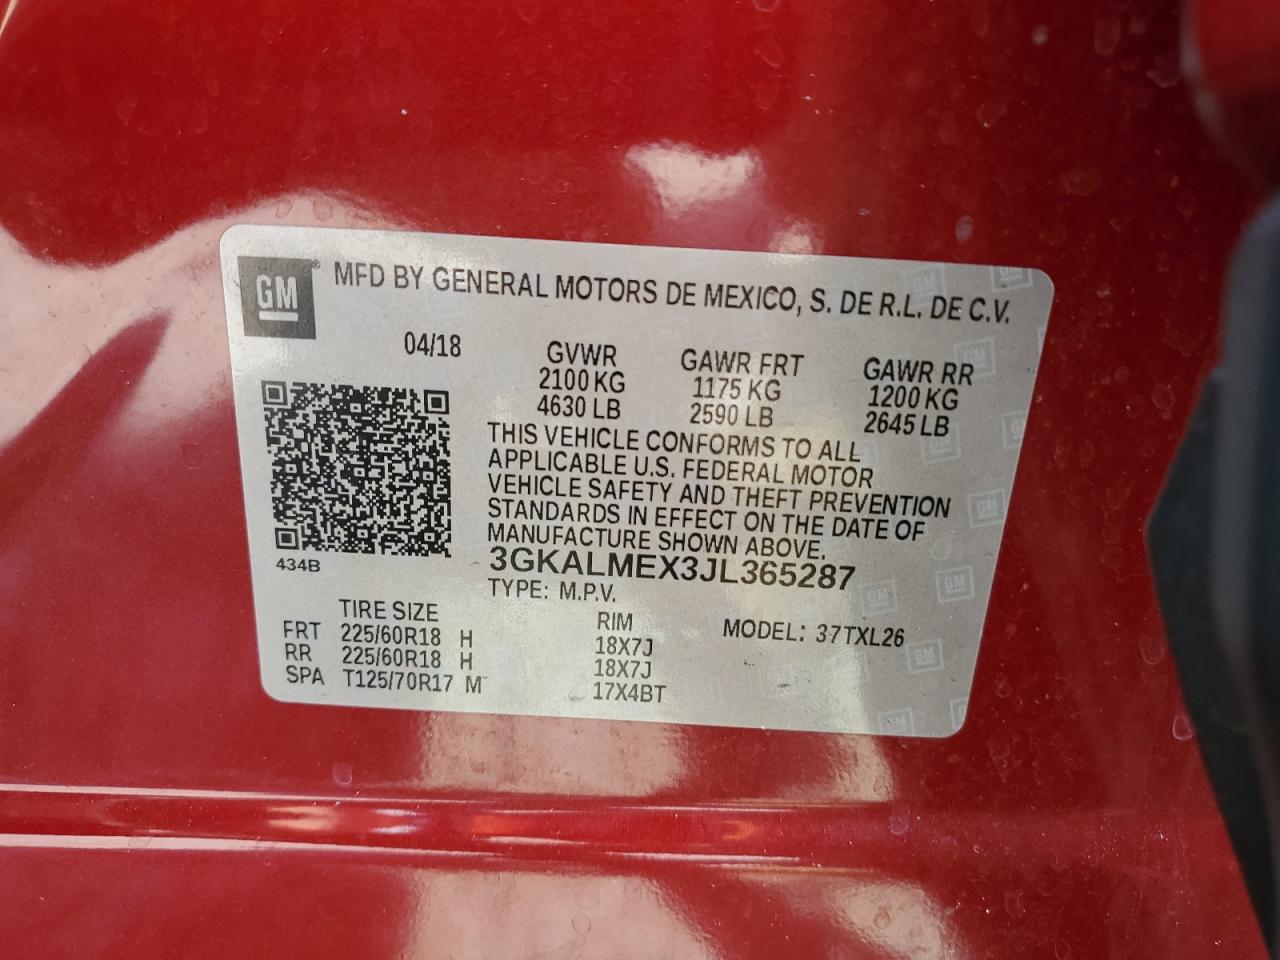 GM® MFD BY GENERAL MOTORS DE MEXICO, S. DE R.L. DE C.V.
04/18 GVWR GAWR FRT GAWR RR
2100 KG 1175 KG 1200 KG
4630 LB 2590 LB 2645 LB
THIS VEHICLE CONFORMS TO ALL
APPLICABLE U.S. FEDERAL MOTOR
VEHICLE SAFETY AND THEFT PREVENTION
STANDARDS IN EFFECT ON THE DATE OF
MANUFACTURE SHOWN ABOVE.
434B
3GKALMEX3JL365287
TYPE: M.P.V.
TIRE SIZE RIM MODEL: 37TXL26
FRT 225/60R18 H 18X7J
RR 225/60R18 H 18X7J
SPA T125/70R17 M 17X4BT